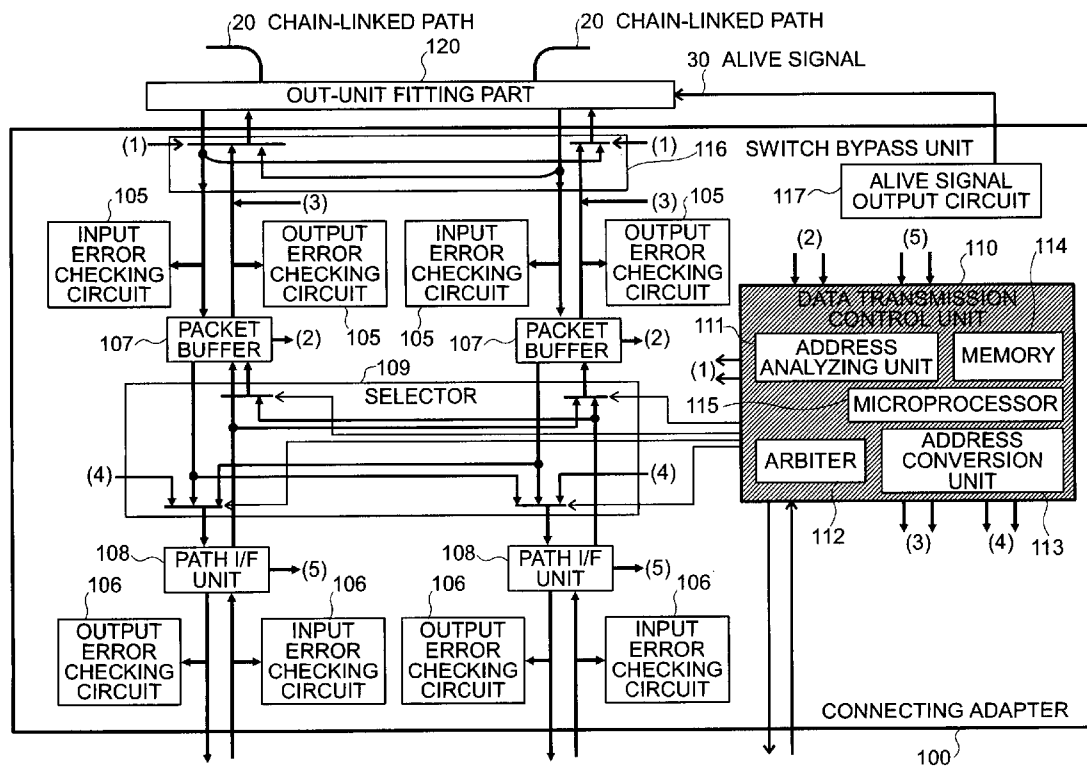 20 CHAIN-LINKED PATH
20 CHAIN-LINKED PATH
120
30 ALIVE SIGNAL
OUT-UNIT FITTING PART
(1)
(1)
116
SWITCH BYPASS UNIT
117
ALIVE SIGNAL
OUTPUT CIRCUIT
(3)
(3)
105
INPUT
ERROR
CHECKING
CIRCUIT
OUTPUT
ERROR
CHECKING
CIRCUIT
105
INPUT
ERROR
CHECKING
CIRCUIT
105
105
OUTPUT
ERROR
CHECKING
CIRCUIT
(2)
(5)
110
114
107
PACKET
BUFFER
(2)
107
PACKET
BUFFER
(2)
DATA TRANSMISSION
CONTROL UNIT
111
ADDRESS
ANALYZING UNIT
MEMORY
(1)
115
MICROPROCESSOR
ARBITER
ADDRESS
CONVERSION
UNIT
112
(3)
(4)
113
109
SELECTOR
(4)
(4)
108
PATH I/F
UNIT
(5)
108
PATH I/F
UNIT
(5)
106
OUTPUT
ERROR
CHECKING
CIRCUIT
106
INPUT
ERROR
CHECKING
CIRCUIT
106
OUTPUT
ERROR
CHECKING
CIRCUIT
106
INPUT
ERROR
CHECKING
CIRCUIT
CONNECTING ADAPTER
100